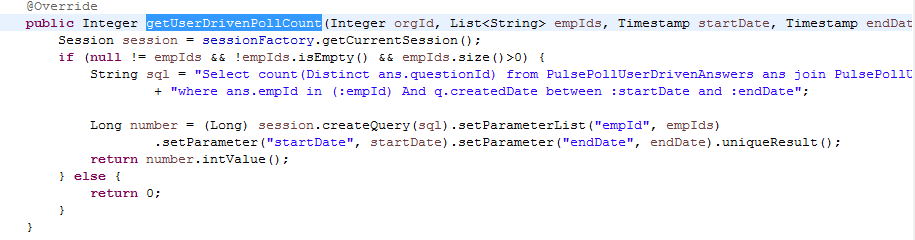 @Override
public Integer getUserDrivenPollCount(Integer orgId, List<String> empIds, Timestamp startDate, Timestamp endDat
Session session = sessionFactory.getCurrentSession();
if (null != empIds && !empIds.isEmpty() && empIds.size()>0) {
String sql = "Select count(Distinct ans.questionId) from PulsePollUserDrivenAnswers ans join PulsePollU
+ "where ans.empId in (:empId) And q.createdDate between :startDate and :endDate";
Long number = (Long) session.createQuery(sql).setParameterList("empId", empIds)
.setParameter("startDate", startDate).setParameter("endDate", endDate).uniqueResult();
return number.intValue();
} else {
return 0;
}
}